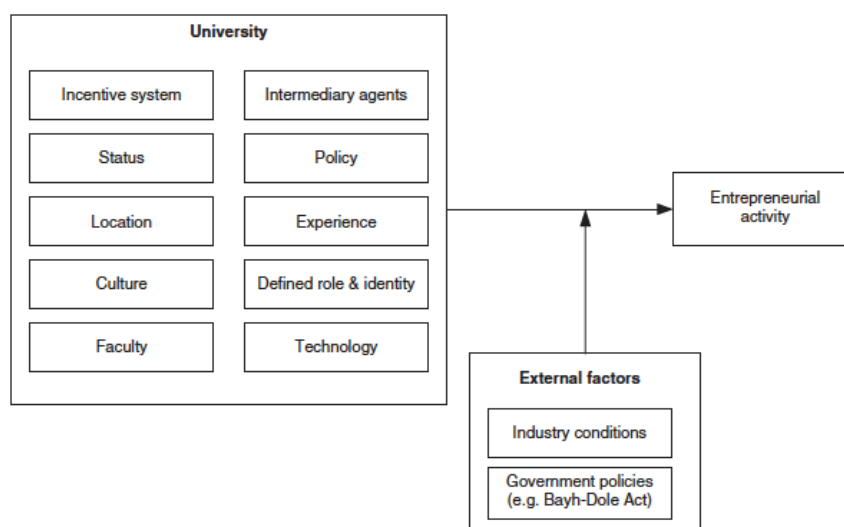 University
Incentive system
Intermediary agents
Status
Policy
Location
Experience
Culture
Defined role & identity
Faculty
Technology
Entrepreneurial
activity
External factors
Industry conditions
Government policies
(e.g. Bayh-Dole Act)